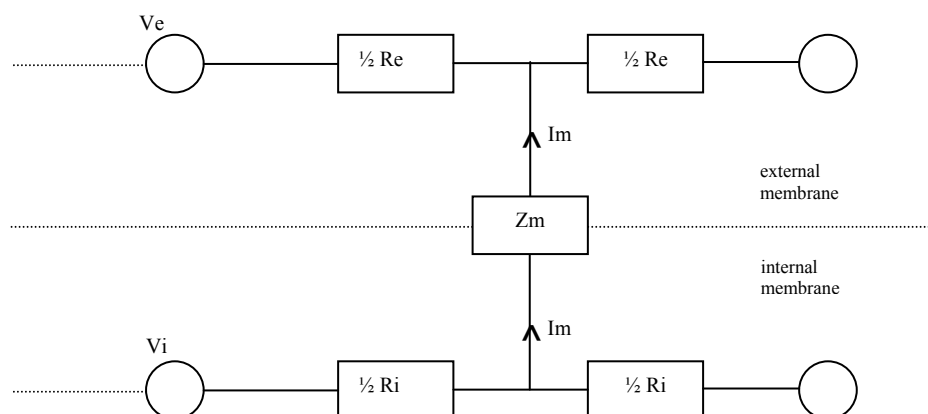 Ve
½ Re
½ Re
Im
external
membrane
Zm
internal
membrane
Im
Vi
½ Ri
½ Ri